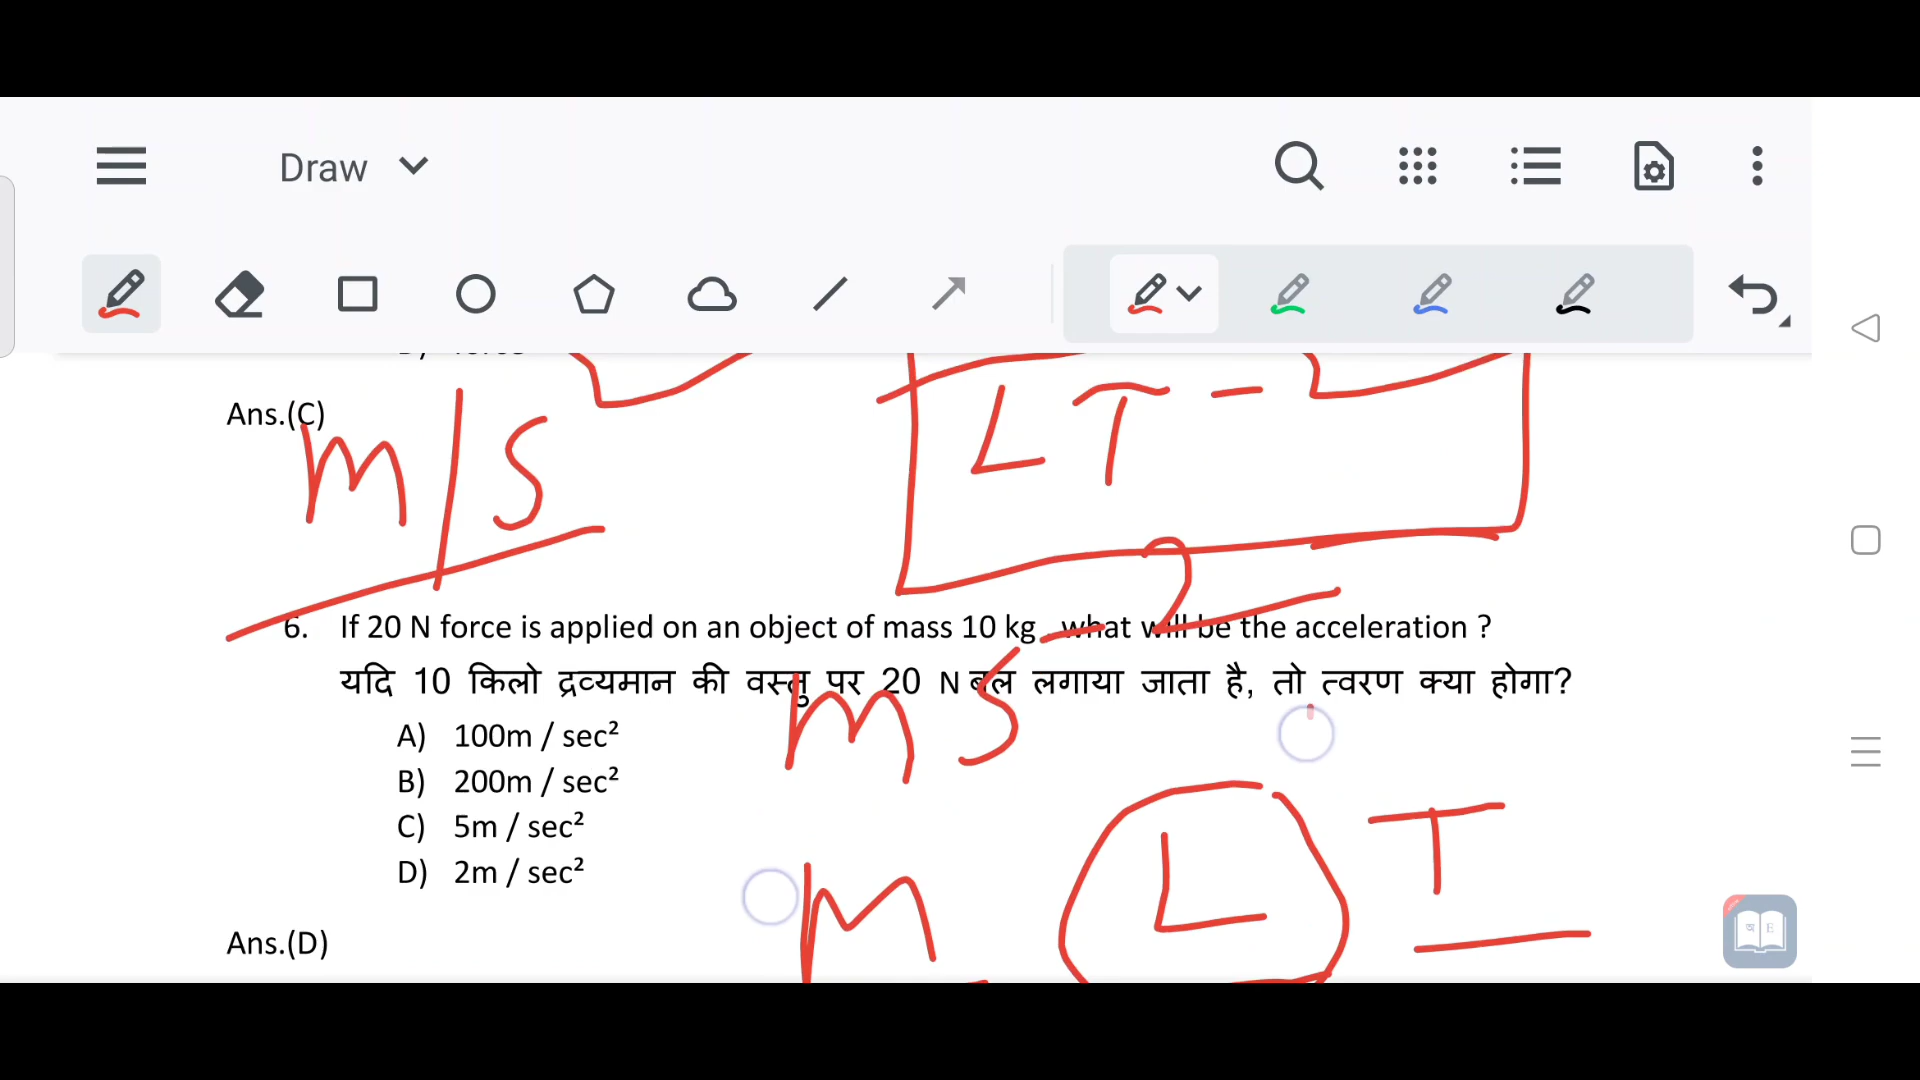 Draw
Ans.(C)
m/s
LT-2
6. If 20 N force is applied on an object of mass 10 kg, what will be the acceleration ?
यदि 10 किलो द्रव्यमान की वस्तु पर 20 N बल लगाया जाता है, तो त्वरण क्या होगा?
-2
m s
A) 100m / sec²
B) 200m / sec²
C) 5m / sec²
D) 2m / sec²
M L T
Ans.(D)